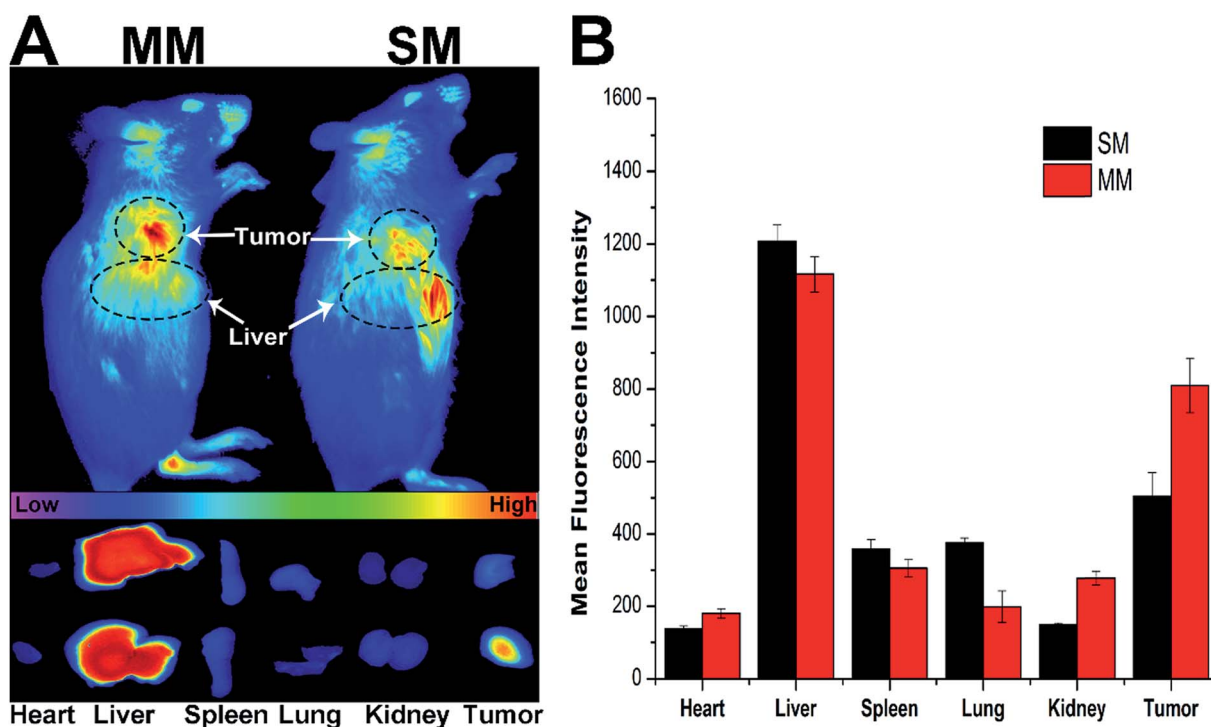 A
MM
SM
Tumor
Liver
Low
High
Heart Liver Spleen Lung Kidney Tumor
B
Mean Fluorescence Intensity
1600
1400
1200
1000
800
600
400
200
0
SM
MM
Heart Liver Spleen Lung Kidney Tumor